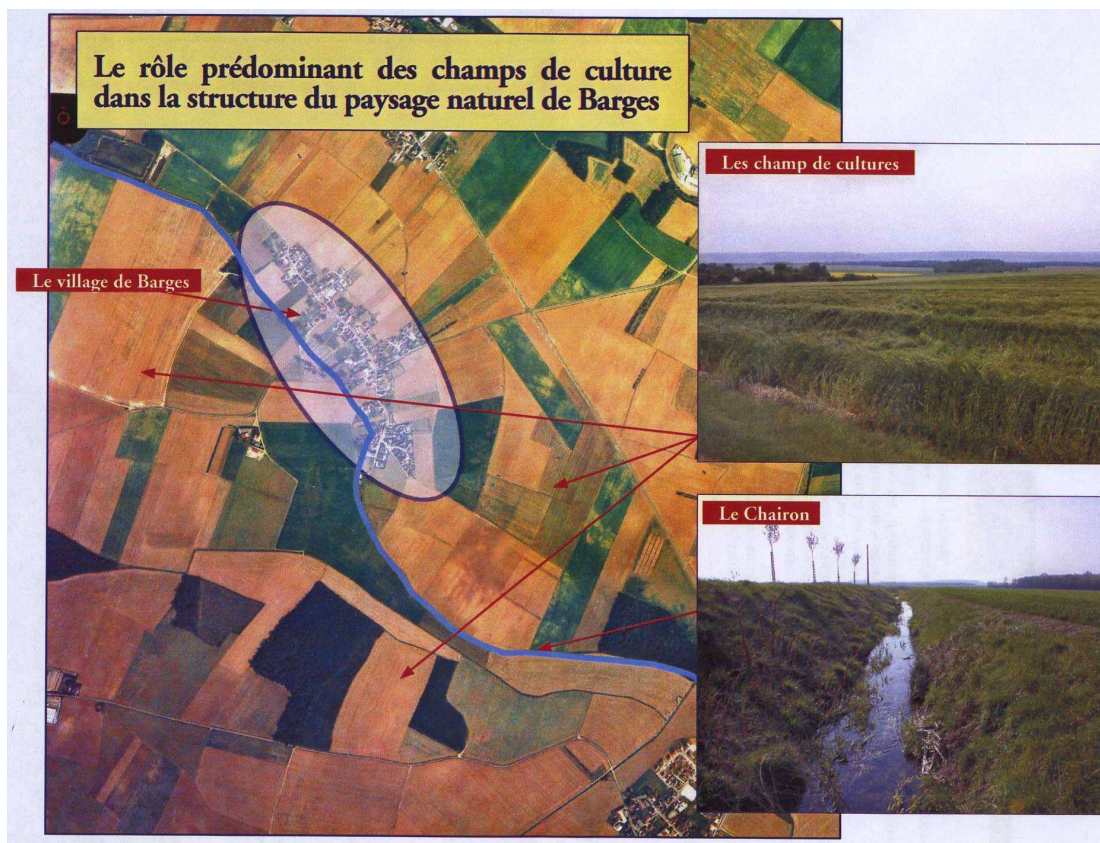 Le rôle prédominant des champs de culture
dans la structure du paysage naturel de Barges
Les champ de cultures
Le village de Barges
Le Chairon